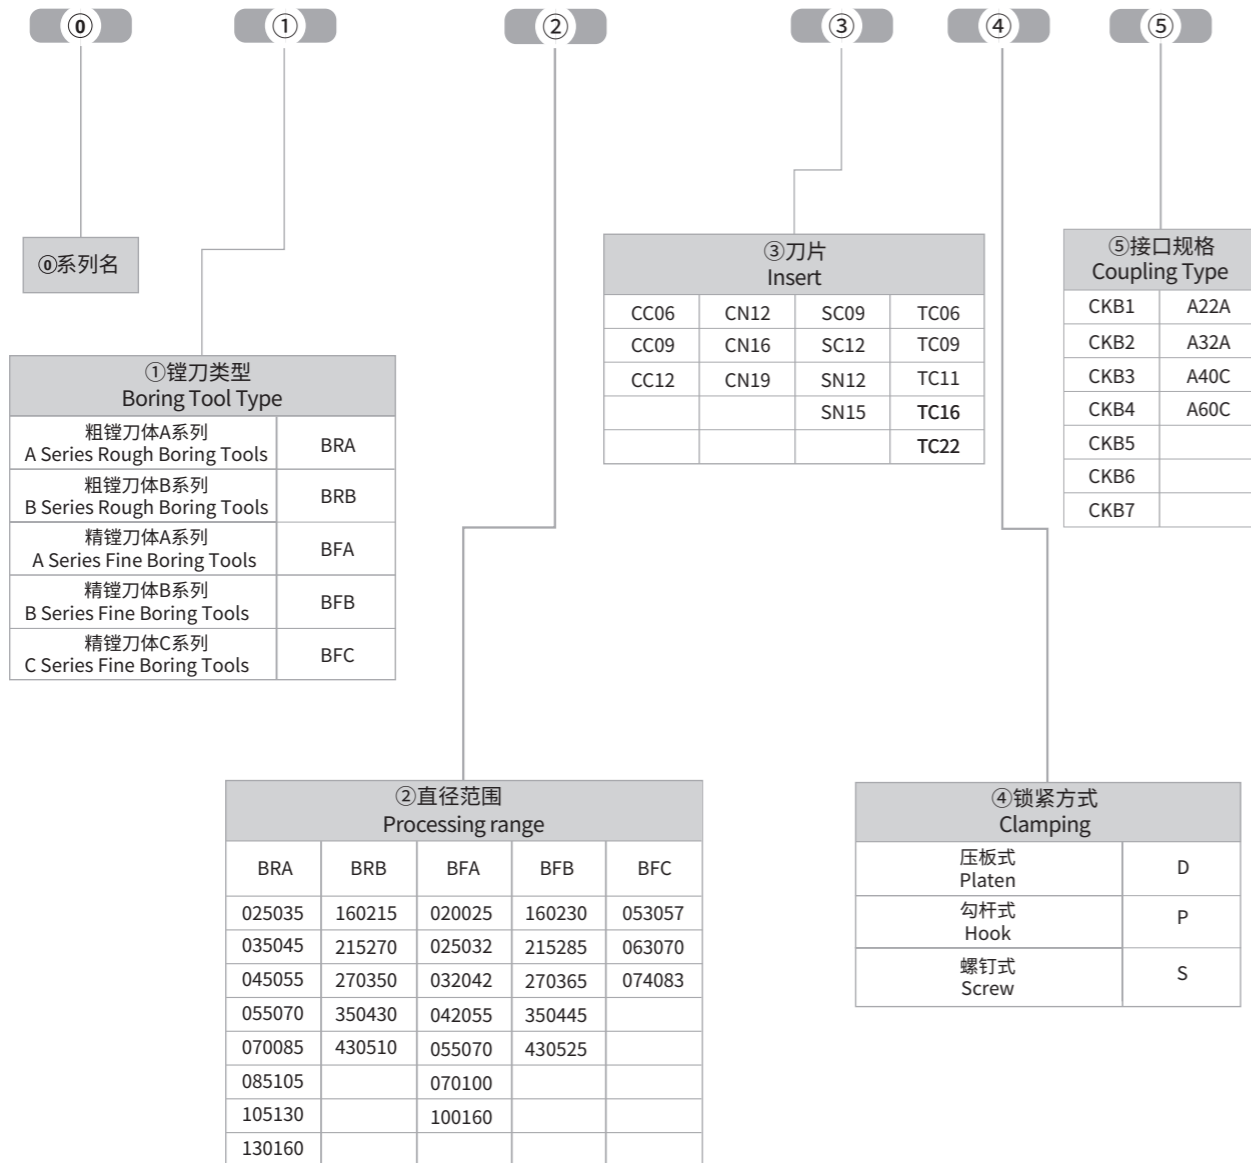 ⓪ ① ② ③ ④ ⑤
⓪系列名
③刀片
Insert
CC06 CN12 SC09 TC06
CC09 CN16 SC12 TC09
CC12 CN19 SN12 TC11
SN15 TC16
TC22
⑤接口规格
Coupling Type
CKB1 A22A
CKB2 A32A
CKB3 A40C
CKB4 A60C
CKB5
CKB6
CKB7
①镗刀类型
Boring Tool Type
粗镗刀体A系列
A Series Rough Boring Tools BRA
粗镗刀体B系列
B Series Rough Boring Tools BRB
精镗刀体A系列
A Series Fine Boring Tools BFA
精镗刀体B系列
B Series Fine Boring Tools BFB
精镗刀体C系列
C Series Fine Boring Tools BFC
②直径范围
Processing range
BRA BRB BFA BFB BFC
025035 160215 020025 160230 053057
035045 215270 025032 215285 063070
045055 270350 032042 270365 074083
055070 350430 042055 350445
070085 430510 055070 430525
085105 070100
105130 100160
130160
④锁紧方式
Clamping
压板式
Platen D
勾杆式
Hook P
螺钉式
Screw S